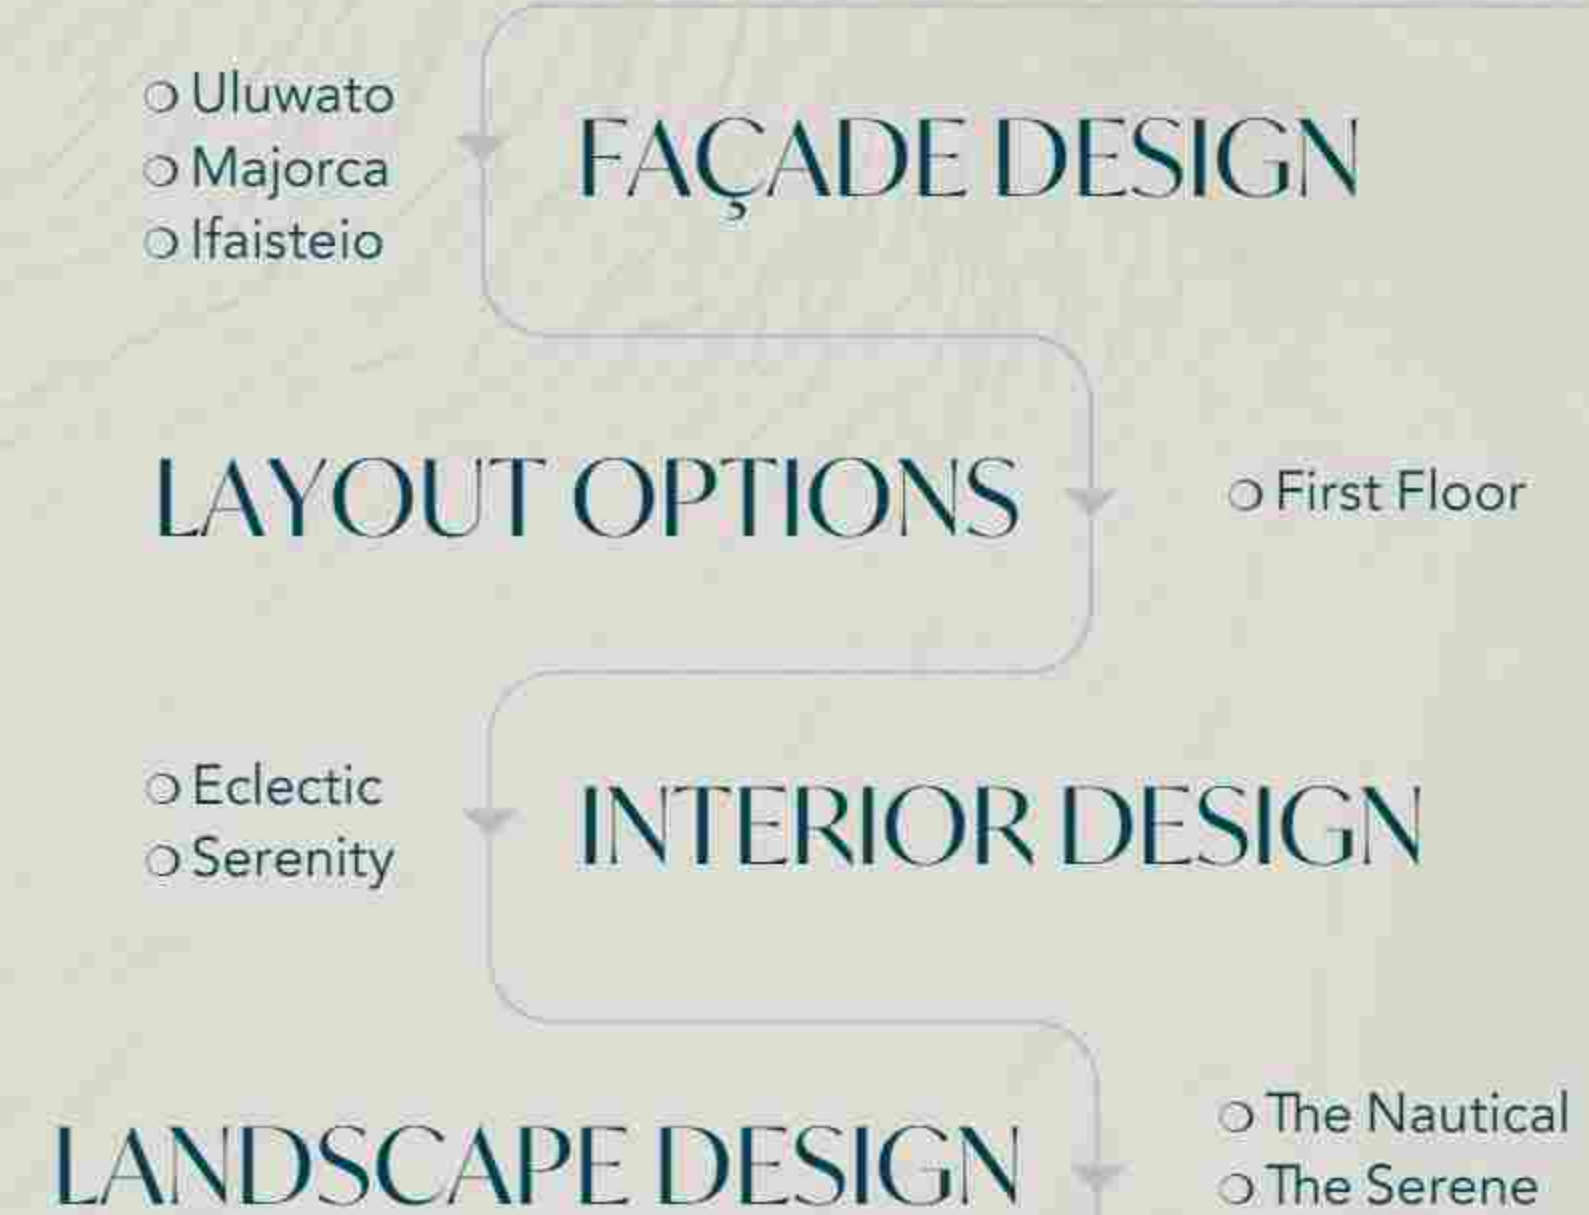 Uluwato
Majorca
Ifaisteio
FAÇADE DESIGN
LAYOUT OPTIONS
First Floor
Eclectic
Serenity
INTERIOR DESIGN
LANDSCAPE DESIGN
The Nautical
The Serene